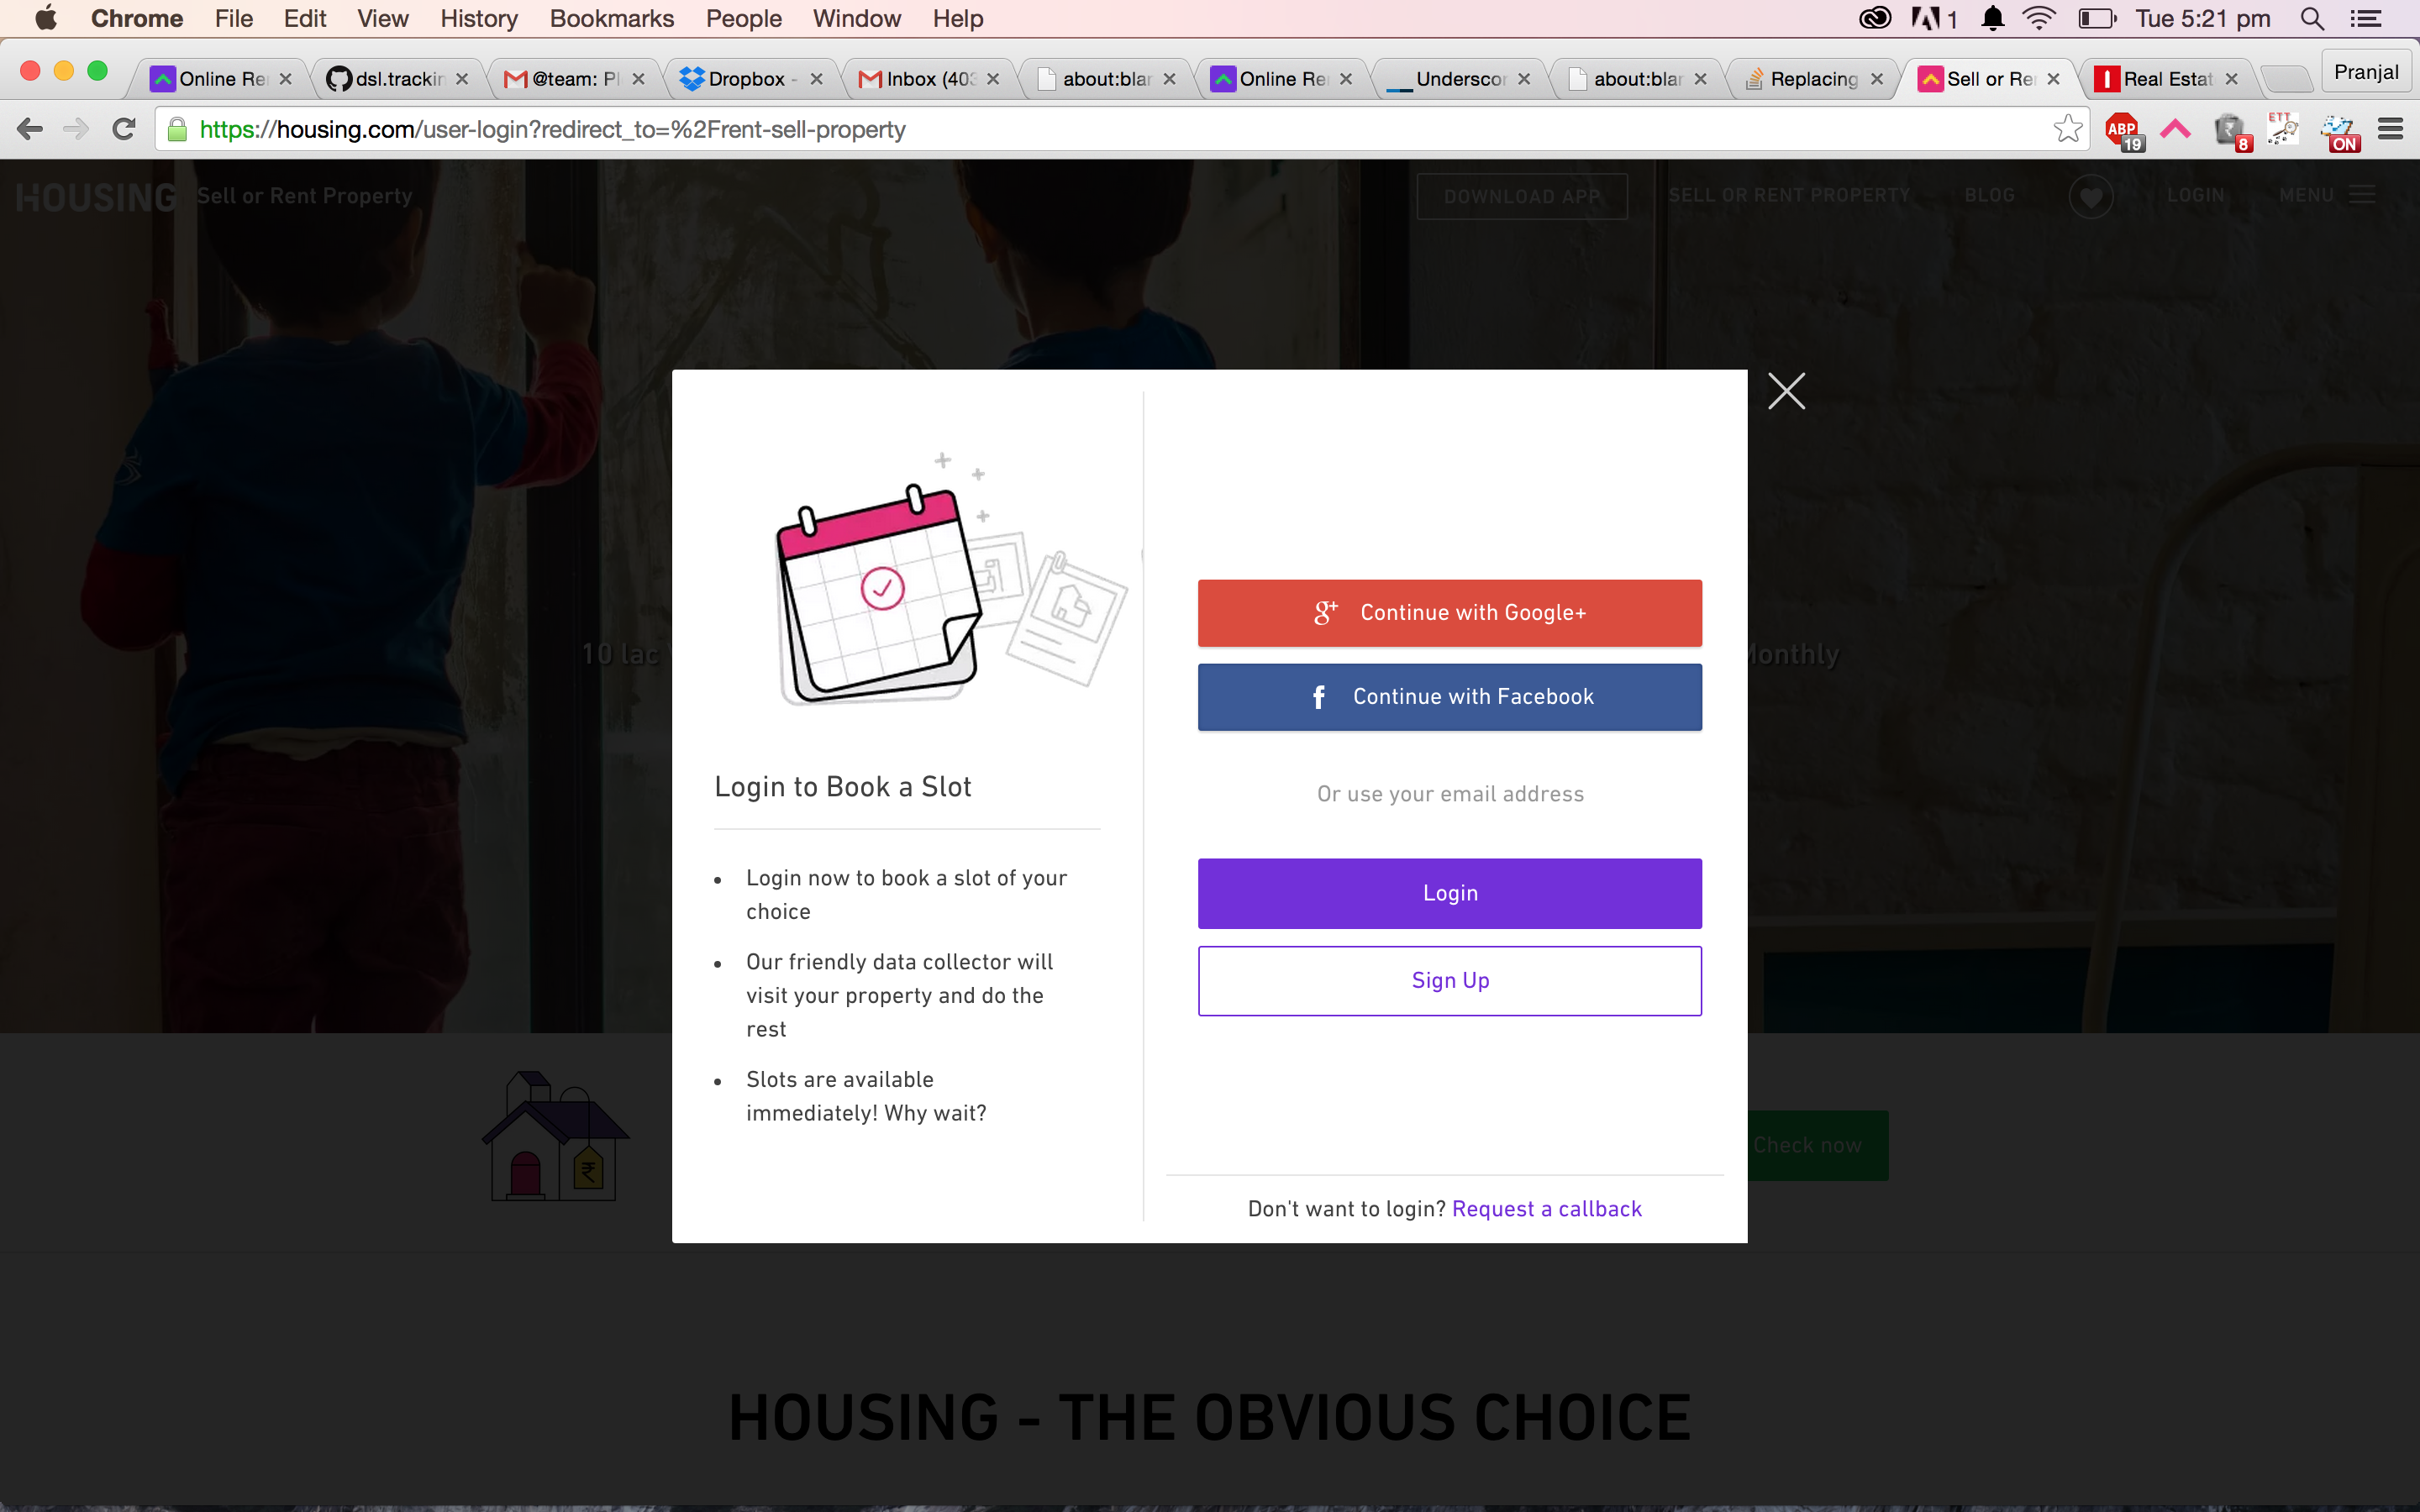 Chrome File Edit View History Bookmarks People Window Help 1 Tue 5:21 pm
Online Re dsl.trackin @team: Pl Dropbox - Inbox (403 about:blan Online Re Underscor about:blan Replacing Sell or Re Real Estat Pranjal
https://housing.com/user-login?redirect_to=%2Frent-sell-property ABP 19 8 ETT ON
HOUSING Sell or Rent Property DOWNLOAD APP SELL OR RENT PROPERTY BLOG LOGIN MENU
g+ Continue with Google+
10 lac Monthly
f Continue with Facebook
Or use your email address
Login
Sign Up
Login to Book a Slot
Login now to book a slot of your
choice
Our friendly data collector will
visit your property and do the
rest
Slots are available
immediately! Why wait?
₹
Check now
Don't want to login? Request a callback
HOUSING - THE OBVIOUS CHOICE